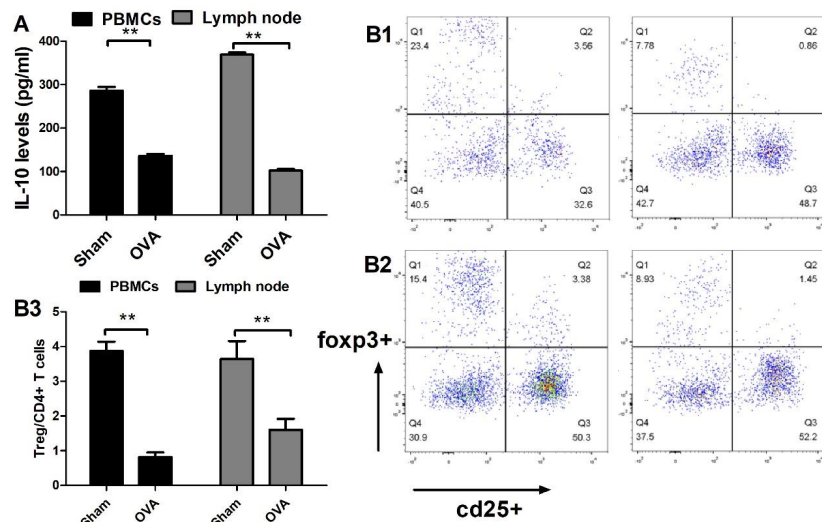 A
PBMCs Lymph node
IL-10 levels (pg/ml)
400
300
200
100
0
**
**
Sham
OVA
Sham
OVA
B3
PBMCs Lymph node
Treg/CD4+ T cells
5
4
3
2
1
0
**
**
Sham
OVA
Sham
OVA
B1
Q1
23.4
Q2
3.56
Q4
40.5
Q3
32.6
Q1
7.78
Q2
0.86
Q4
42.7
Q3
48.7
B2
Q1
15.4
Q2
3.38
Q4
30.9
Q3
50.3
Q1
8.93
Q2
1.45
Q4
37.5
Q3
52.2
foxp3+
cd25+